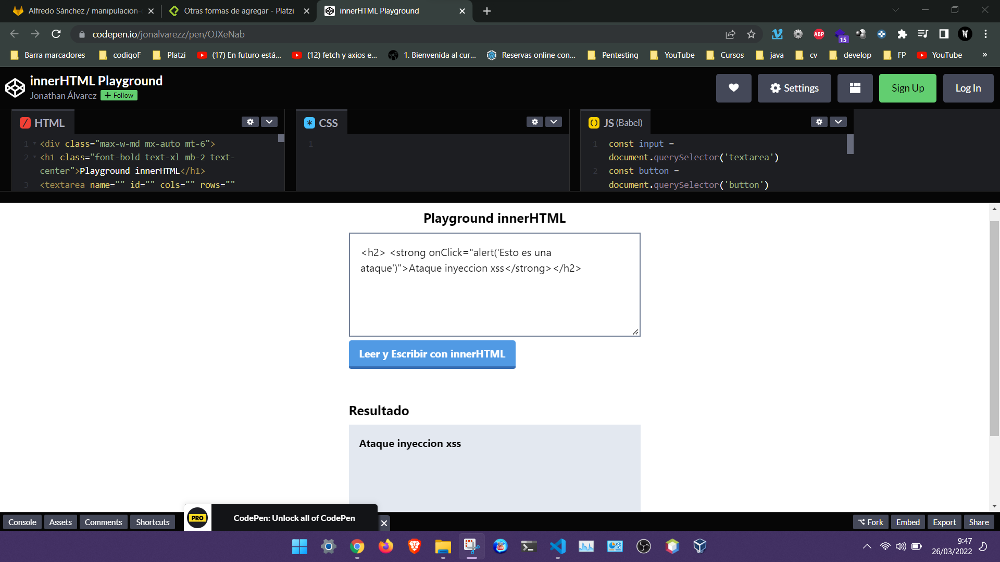 Alfredo Sánchez / manipulacion-
Otras formas de agregar - Platzi
innerHTML Playground
codepen.io/jonalvarezz/pen/OJXeNab
ABP
15
Barra marcadores
codigoF
Platzi
(17) En futuro está...
(12) fetch y axios e...
1. Bienvenida al cur...
Reservas online con...
Pentesting
YouTube
Cursos
java
cv
develop
FP
YouTube
»
innerHTML Playground
Jonathan Álvarez
+ Follow
Settings
Sign Up
Log In
HTML
CSS
JS (Babel)
1 <div class="max-w-md mx-auto mt-6">
2 <h1 class="font-bold text-xl mb-2 text-
center">Playground innerHTML</h1>
3 <textarea name="" id="" cols="" rows=""
1
1 const input =
document.querySelector('textarea')
2 const button =
document.querySelector('button')
Playground innerHTML
<h2> <strong onClick="alert('Esto es una
ataque')">Ataque inyeccion xss</strong></h2>
Leer y Escribir con innerHTML
Resultado
Ataque inyeccion xss
Console
Assets
Comments
Shortcuts
PRO
CodePen: Unlock all of CodePen
Fork
Embed
Export
Share
9:47
26/03/2022